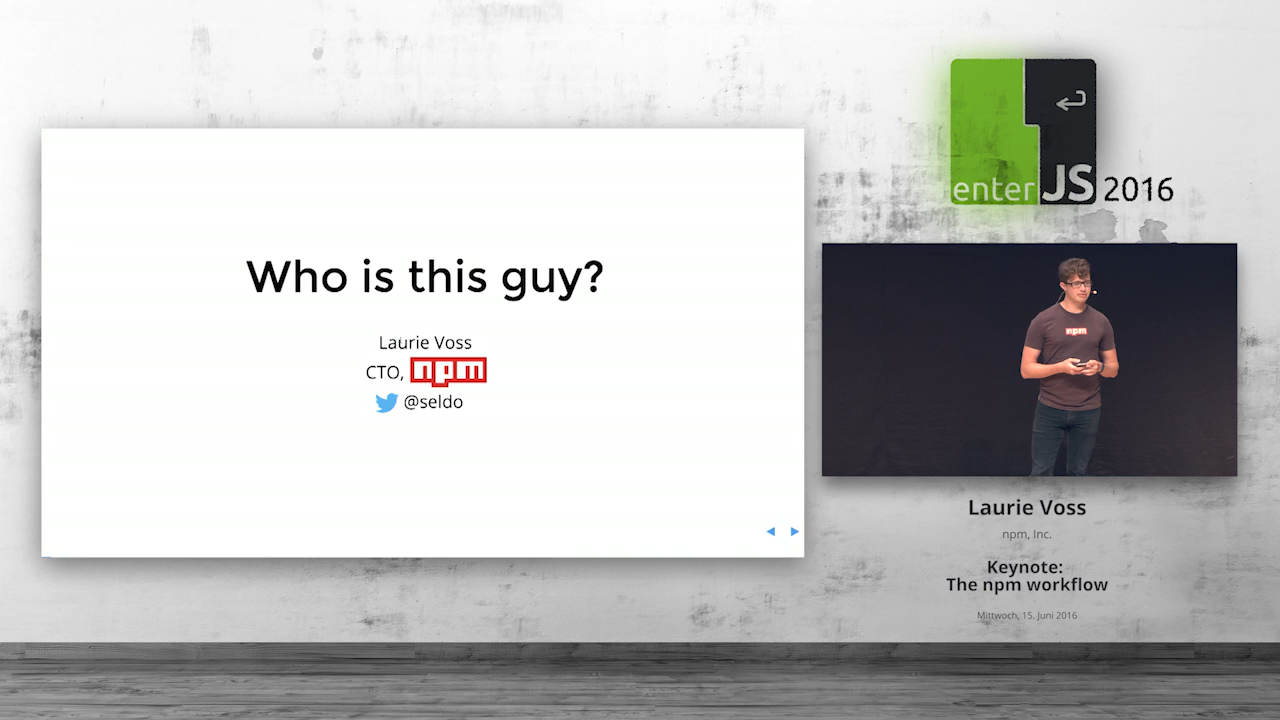 Who is this guy?
Laurie Voss
CTO, npm
@seldo
enter JS 2016
npm
Laurie Voss
npm, Inc.
Keynote:
The npm workflow
Mittwoch, 15. Juni 2016